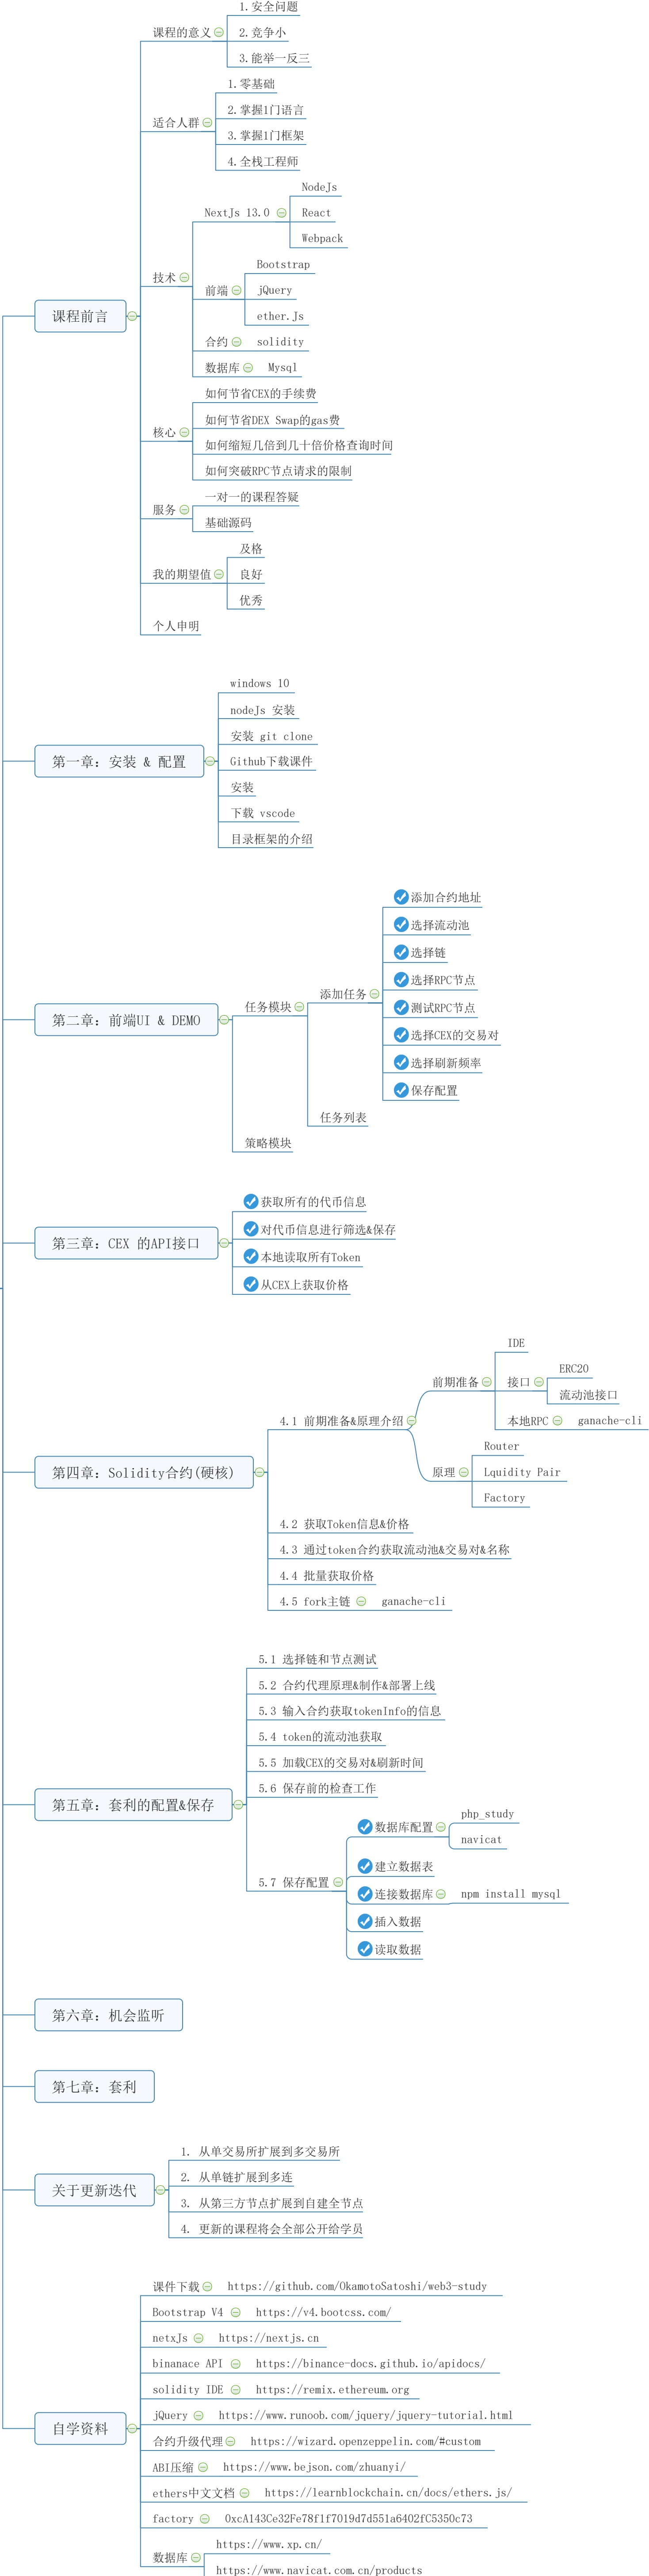 课程前言
课程的意义
1.安全问题
2.竞争小
3.能举一反三
适合人群
1.零基础
2.掌握1门语言
3.掌握1门框架
4.全栈工程师
技术
NextJs 13.0
NodeJs
React
Webpack
前端
Bootstrap
jQuery
ether.Js
合约
solidity
数据库
Mysql
核心
如何节省CEX的手续费
如何节省DEX Swap的gas费
如何缩短几倍到几十倍价格查询时间
如何突破RPC节点请求的限制
服务
一对一的课程答疑
基础源码
我的期望值
及格
良好
优秀
个人申明
第一章：安装 & 配置
windows 10
nodeJs 安装
安装 git clone
Github下载课件
安装
下载 vscode
目录框架的介绍
第二章：前端UI & DEMO
任务模块
添加任务
添加合约地址
选择流动池
选择链
选择RPC节点
测试RPC节点
选择CEX的交易对
选择刷新频率
保存配置
任务列表
策略模块
第三章：CEX 的API接口
获取所有的代币信息
对代币信息进行筛选&保存
本地读取所有Token
从CEX上获取价格
第四章：Solidity合约(硬核)
4.1 前期准备&原理介绍
前期准备
IDE
接口
ERC20
流动池接口
本地RPC
ganache-cli
原理
Router
Lquidity Pair
Factory
4.2 获取Token信息&价格
4.3 通过token合约获取流动池&交易对&名称
4.4 批量获取价格
4.5 fork主链
ganache-cli
第五章：套利的配置&保存
5.1 选择链和节点测试
5.2 合约代理原理&制作&部署上线
5.3 输入合约获取tokenInfo的信息
5.4 token的流动池获取
5.5 加载CEX的交易对&刷新时间
5.6 保存前的检查工作
5.7 保存配置
数据库配置
php_study
navicat
建立数据表
连接数据库
npm install mysql
插入数据
读取数据
第六章：机会监听
第七章：套利
关于更新迭代
1. 从单交易所扩展到多交易所
2. 从单链扩展到多连
3. 从第三方节点扩展到自建全节点
4. 更新的课程将会全部公开给学员
自学资料
课件下载
https://github.com/OkamotoSatoshi/web3-study
Bootstrap V4
https://v4.bootcss.com/
netxJs
https://nextjs.cn
binanace API
https://binance-docs.github.io/apidocs/
solidity IDE
https://remix.ethereum.org
jQuery
https://www.runoob.com/jquery/jquery-tutorial.html
合约升级代理
https://wizard.openzeppelin.com/#custom
ABI压缩
https://www.bejson.com/zhuanyi/
ethers中文文档
https://learnblockchain.cn/docs/ethers.js/
factory
0xcA143Ce32Fe78f1f7019d7d551a6402fC5350c73
数据库
https://www.xp.cn/
https://www.navicat.com.cn/products